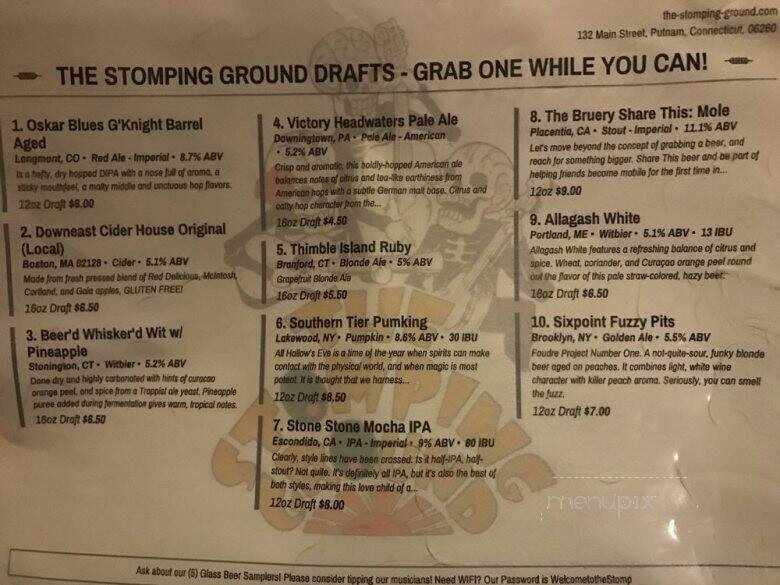 the-stomping-ground.com
132 Main Street, Putnam, Connecticut, 06260
THE STOMPING GROUND DRAFTS - GRAB ONE WHILE YOU CAN!
1. Oskar Blues G'Knight Barrel
Aged
Longmont, CO • Red Ale - Imperial • 8.7% ABV
Is a hefty, dry hopped DIPA with a nose full of aroma, a
sticky mouthfeel, a malty middle and unctuous hop flavors.
12oz Draft $6.00
2. Downeast Cider House Original
(Local)
Boston, MA 02128 • Cider • 5.1% ABV
Made from fresh pressed blend of Red Delicious, McIntosh,
Cortland, and Gala apples, GLUTEN FREE!
16oz Draft $6.50
3. Beer'd Whisker'd Wit w/
Pineapple
Stonington, CT • Witbier • 5.2% ABV
Bone dry and highly carbonated with hints of curacao
orange peel, and spice from a Trappist ale yeast. Pineapple
puree added during fermentation gives warm, tropical notes.
16oz Draft $6.50
4. Victory Headwaters Pale Ale
Downingtown, PA • Pale Ale - American
• 5.2% ABV
Crisp and aromatic, this boldly-hopped American ale
balances notes of citrus and tea-like earthiness from
American hops with a subtle German malt base. Citrus and
catty hop character from the...
16oz Draft $4.50
5. Thimble Island Ruby
Branford, CT • Blonde Ale • 5% ABV
Grapefruit Blonde Ale
16oz Draft $5.50
6. Southern Tier Pumking
Lakewood, NY • Pumpkin • 8.6% ABV • 30 IBU
All Hallow's Eve is a time of the year when spirits can make
contact with the physical world, and when magic is most
potent. It is thought that we harness...
12oz Draft $8.50
7. Stone Stone Mocha IPA
Escondido, CA • IPA - Imperial • 9% ABV • 80 IBU
Clearly, style lines have been crossed. Is it half-IPA, half-
stout? Not quite. It's definitely all IPA, but it's also the best of
both styles, making this love child of a...
12oz Draft $8.00
8. The Bruery Share This: Mole
Placentia, CA • Stout - Imperial • 11.1% ABV
Let's move beyond the concept of grabbing a beer, and
reach for something bigger. Share This beer and be part of
helping friends become mobile for the first time in...
12oz $9.00
9. Allagash White
Portland, ME • Witbier • 5.1% ABV • 13 IBU
Allagash White features a refreshing balance of citrus and
spice. Wheat, coriander, and Curaçao orange peel round
out the flavor of this pale straw-colored, hazy beer.
16oz Draft $6.50
10. Sixpoint Fuzzy Pits
Brooklyn, NY • Golden Ale • 5.5% ABV
Foudre Project Number One. A not-quite-sour, funky blonde
beer aged on peaches. It combines light, white wine
character with killer peach aroma. Seriously, you can smell
the fuzz.
12oz Draft $7.00
THE
STOMPING
GROUND
menupix
Ask about our (5) Glass Beer Samplers! Please consider tipping our musicians! Need WIFI? Our Password is WelcometotheStomp